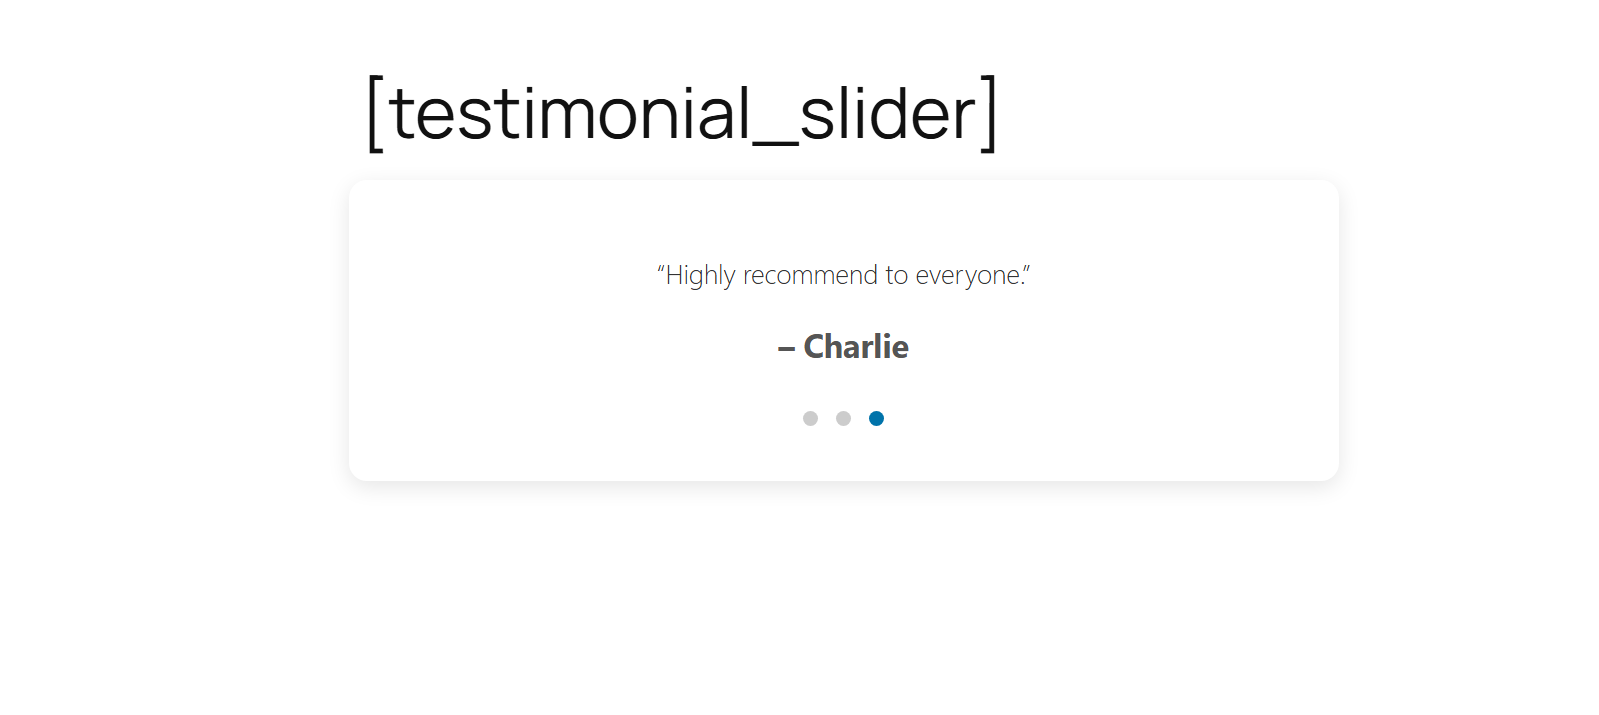 [testimonial_slider]
“Highly recommend to everyone.”
– Charlie